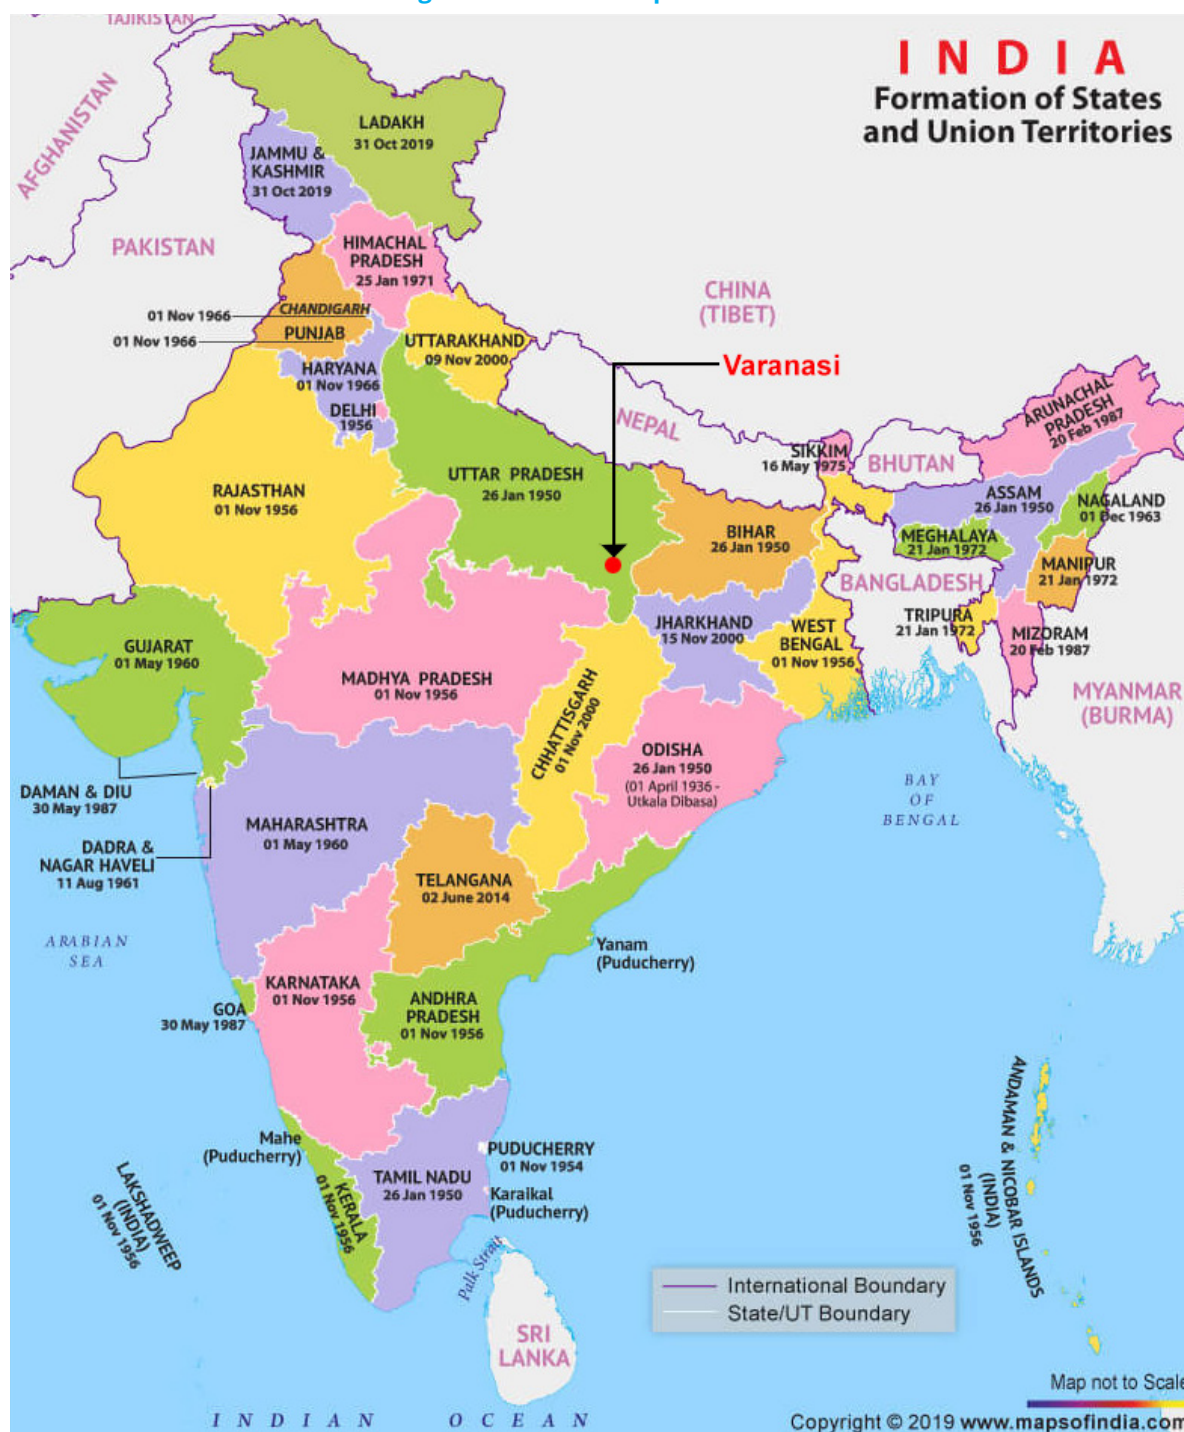 TAJIKISTAN
INDIA
Formation of States
and Union Territories
AFGHANISTAN
LADAKH
31 Oct 2019
JAMMU &
KASHMIR
31 Oct 2019
PAKISTAN
HIMACHAL
PRADESH
25 Jan 1971
CHINA
(TIBET)
CHANDIGARH
01 Nov 1966
PUNJAB
01 Nov 1966
UTTARAKHAND
09 Nov 2000
HARYANA
01 Nov 1966
Varanasi
DELHI
1956
NEPAL
ARUNACHAL
PRADESH
20 Feb 1987
SIKKIM
16 May 1975
BHUTAN
UTTAR PRADESH
26 Jan 1950
RAJASTHAN
01 Nov 1956
ASSAM
26 Jan 1950
NAGALAND
01 Dec 1963
BIHAR
26 Jan 1950
MEGHALAYA
21 Jan 1972
MANIPUR
21 Jan 1972
BANGLADESH
TRIPURA
21 Jan 1972
MIZORAM
20 Feb 1987
JHARKHAND
15 Nov 2000
WEST
BENGAL
01 Nov 1956
GUJARAT
01 May 1960
MADHYA PRADESH
01 Nov 1956
CHHATTISGARH
01 Nov 2000
MYANMAR
(BURMA)
ODISHA
26 Jan 1950
(01 April 1936 -
Utkala Dibasa)
BAY
OF
BENGAL
DAMAN & DIU
30 May 1987
MAHARASHTRA
01 May 1960
DADRA &
NAGAR HAVELI
11 Aug 1961
TELANGANA
02 June 2014
ARABIAN
SEA
Yanam
(Puducherry)
KARNATAKA
01 Nov 1956
GOA
30 May 1987
ANDHRA
PRADESH
01 Nov 1956
ANDAMAN & NICOBAR ISLANDS
(INDIA)
01 Nov 1956
Mahe
(Puducherry)
PUDUCHERRY
01 Nov 1954
LAKSHADWEEP
(INDIA)
01 Nov 1956
KERALA
01 Nov 1956
TAMIL NADU
26 Jan 1950
Karaikal
(Puducherry)
Palk Strait
International Boundary
State/UT Boundary
SRI
LANKA
Map not to Scale
INDIAN OCEAN
Copyright © 2019 www.mapsofindia.com